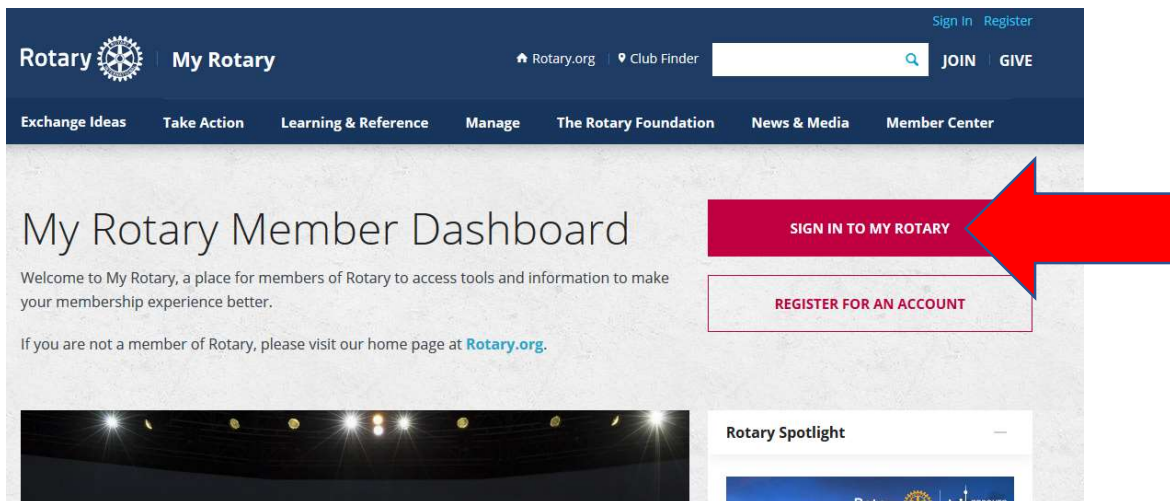 Sign In Register
Rotary My Rotary Rotary.org Club Finder JOIN GIVE
Exchange Ideas Take Action Learning & Reference Manage The Rotary Foundation News & Media Member Center
My Rotary Member Dashboard
Welcome to My Rotary, a place for members of Rotary to access tools and information to make
your membership experience better.
If you are not a member of Rotary, please visit our home page at Rotary.org.
SIGN IN TO MY ROTARY
REGISTER FOR AN ACCOUNT
Rotary Spotlight